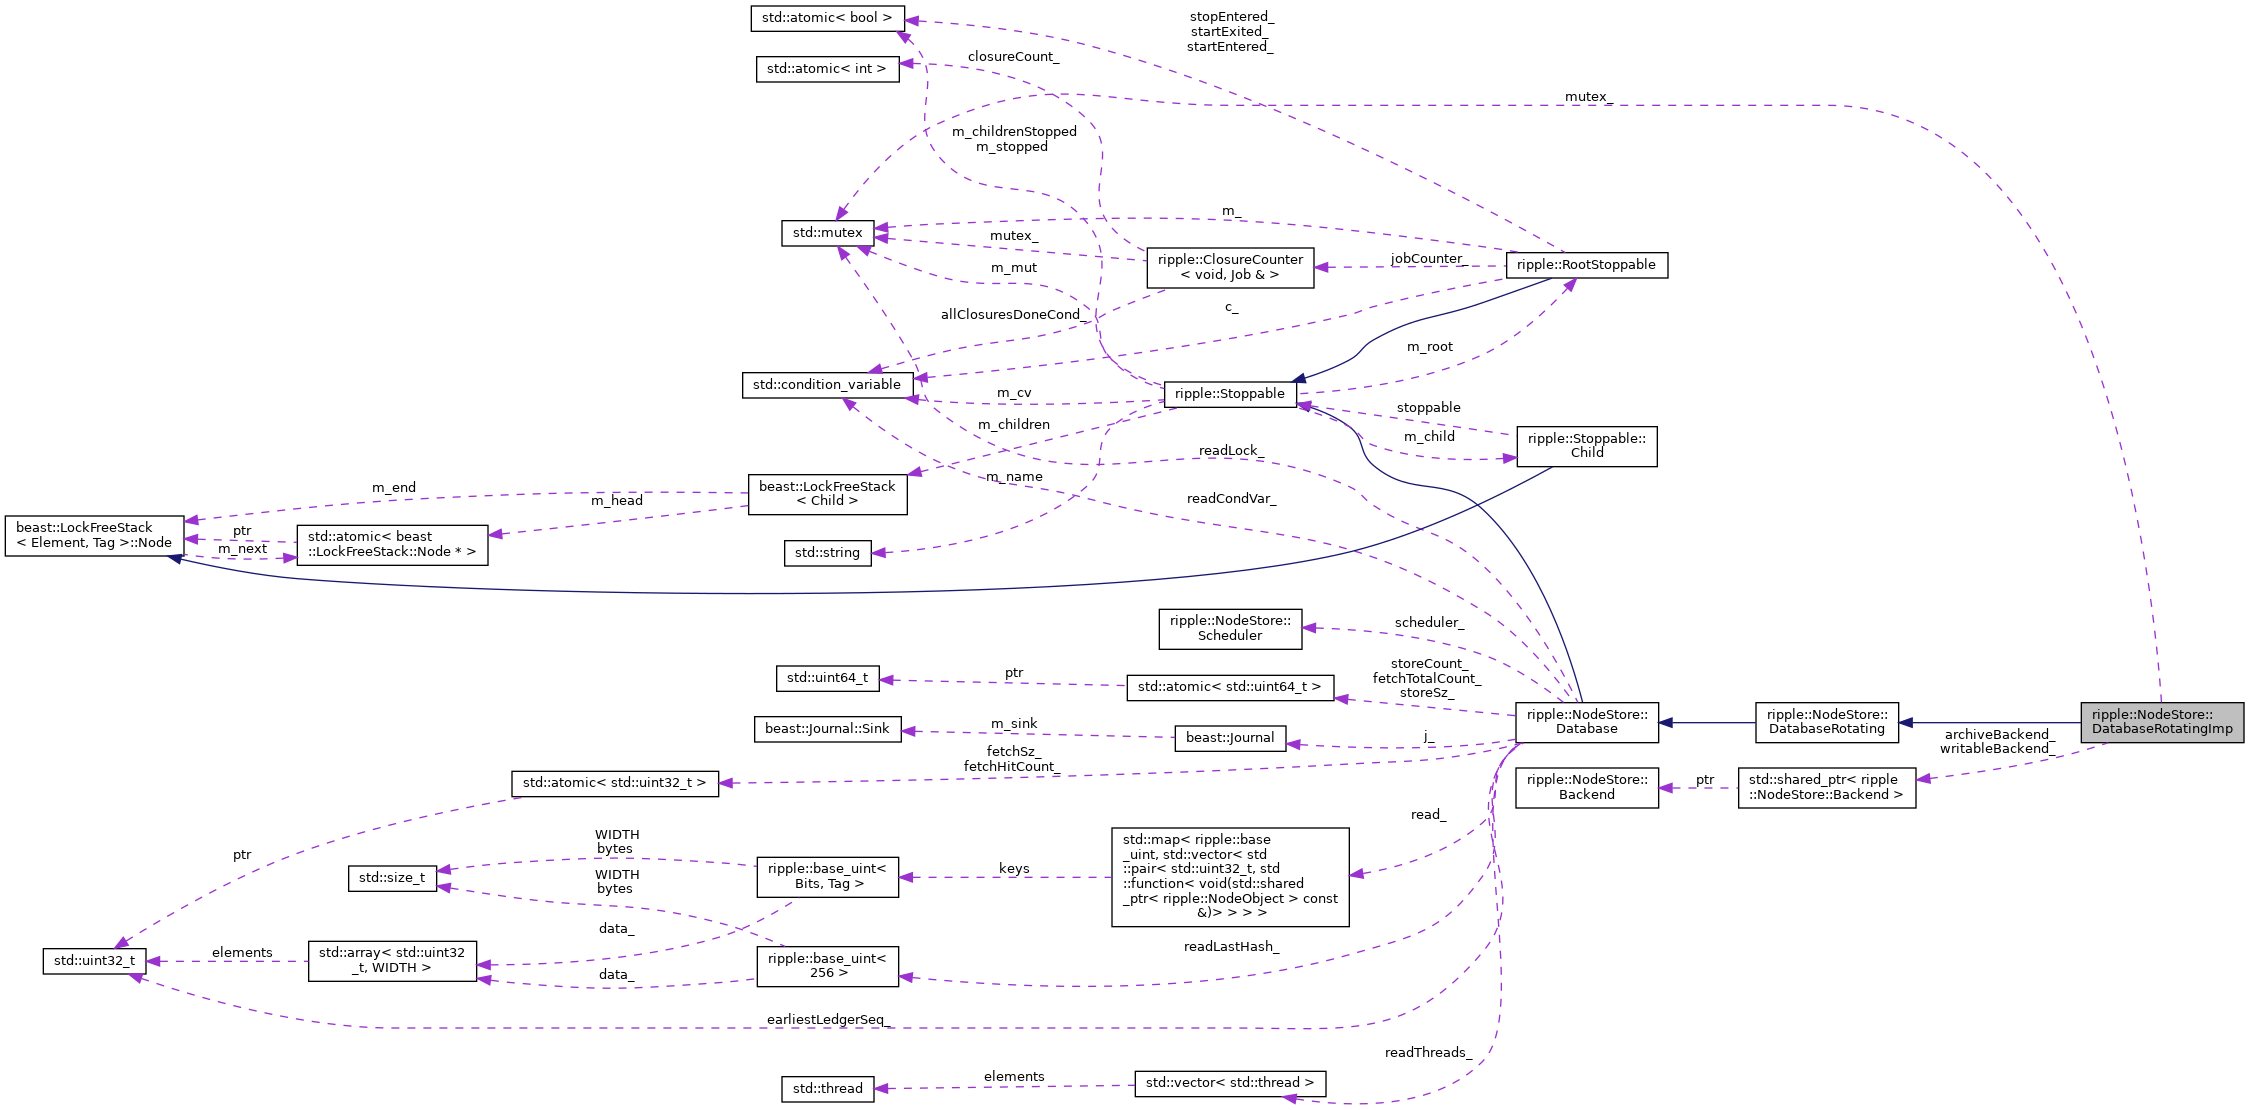 std::atomic< bool >
stopEntered_
startExited_
startEntered_
closureCount_
std::atomic< int >
mutex_
m_childrenStopped
m_stopped
m_
std::mutex
mutex_
m_mut
ripple::ClosureCounter
< void, Job & >
jobCounter_
ripple::RootStoppable
allClosuresDoneCond_
c_
m_root
std::condition_variable
m_cv
ripple::Stoppable
stoppable
m_child
ripple::Stoppable::
Child
m_children
readLock_
m_name
readCondVar_
beast::LockFreeStack
< Child >
m_end
m_head
beast::LockFreeStack
< Element, Tag >::Node
ptr
m_next
std::atomic< beast
::LockFreeStack::Node * >
std::string
ripple::NodeStore::
Scheduler
scheduler_
std::uint64_t
ptr
std::atomic< std::uint64_t >
storeCount_
fetchTotalCount_
storeSz_
beast::Journal::Sink
m_sink
beast::Journal
j_
ripple::NodeStore::
Database
ripple::NodeStore::
DatabaseRotating
ripple::NodeStore::
DatabaseRotatingImp
archiveBackend_
writableBackend_
fetchSz_
fetchHitCount_
std::atomic< std::uint32_t >
ripple::NodeStore::
Backend
ptr
std::shared_ptr< ripple
::NodeStore::Backend >
read_
ptr
WIDTH
bytes
std::size_t
WIDTH
bytes
ripple::base_uint<
Bits, Tag >
keys
std::map< ripple::base
_uint, std::vector< std
::pair< std::uint32_t, std
::function< void(std::shared
_ptr< ripple::NodeObject > const
&)> > > >
data_
std::uint32_t
elements
std::array< std::uint32
_t, WIDTH >
data_
ripple::base_uint<
256 >
readLastHash_
earliestLedgerSeq_
readThreads_
std::thread
elements
std::vector< std::thread >